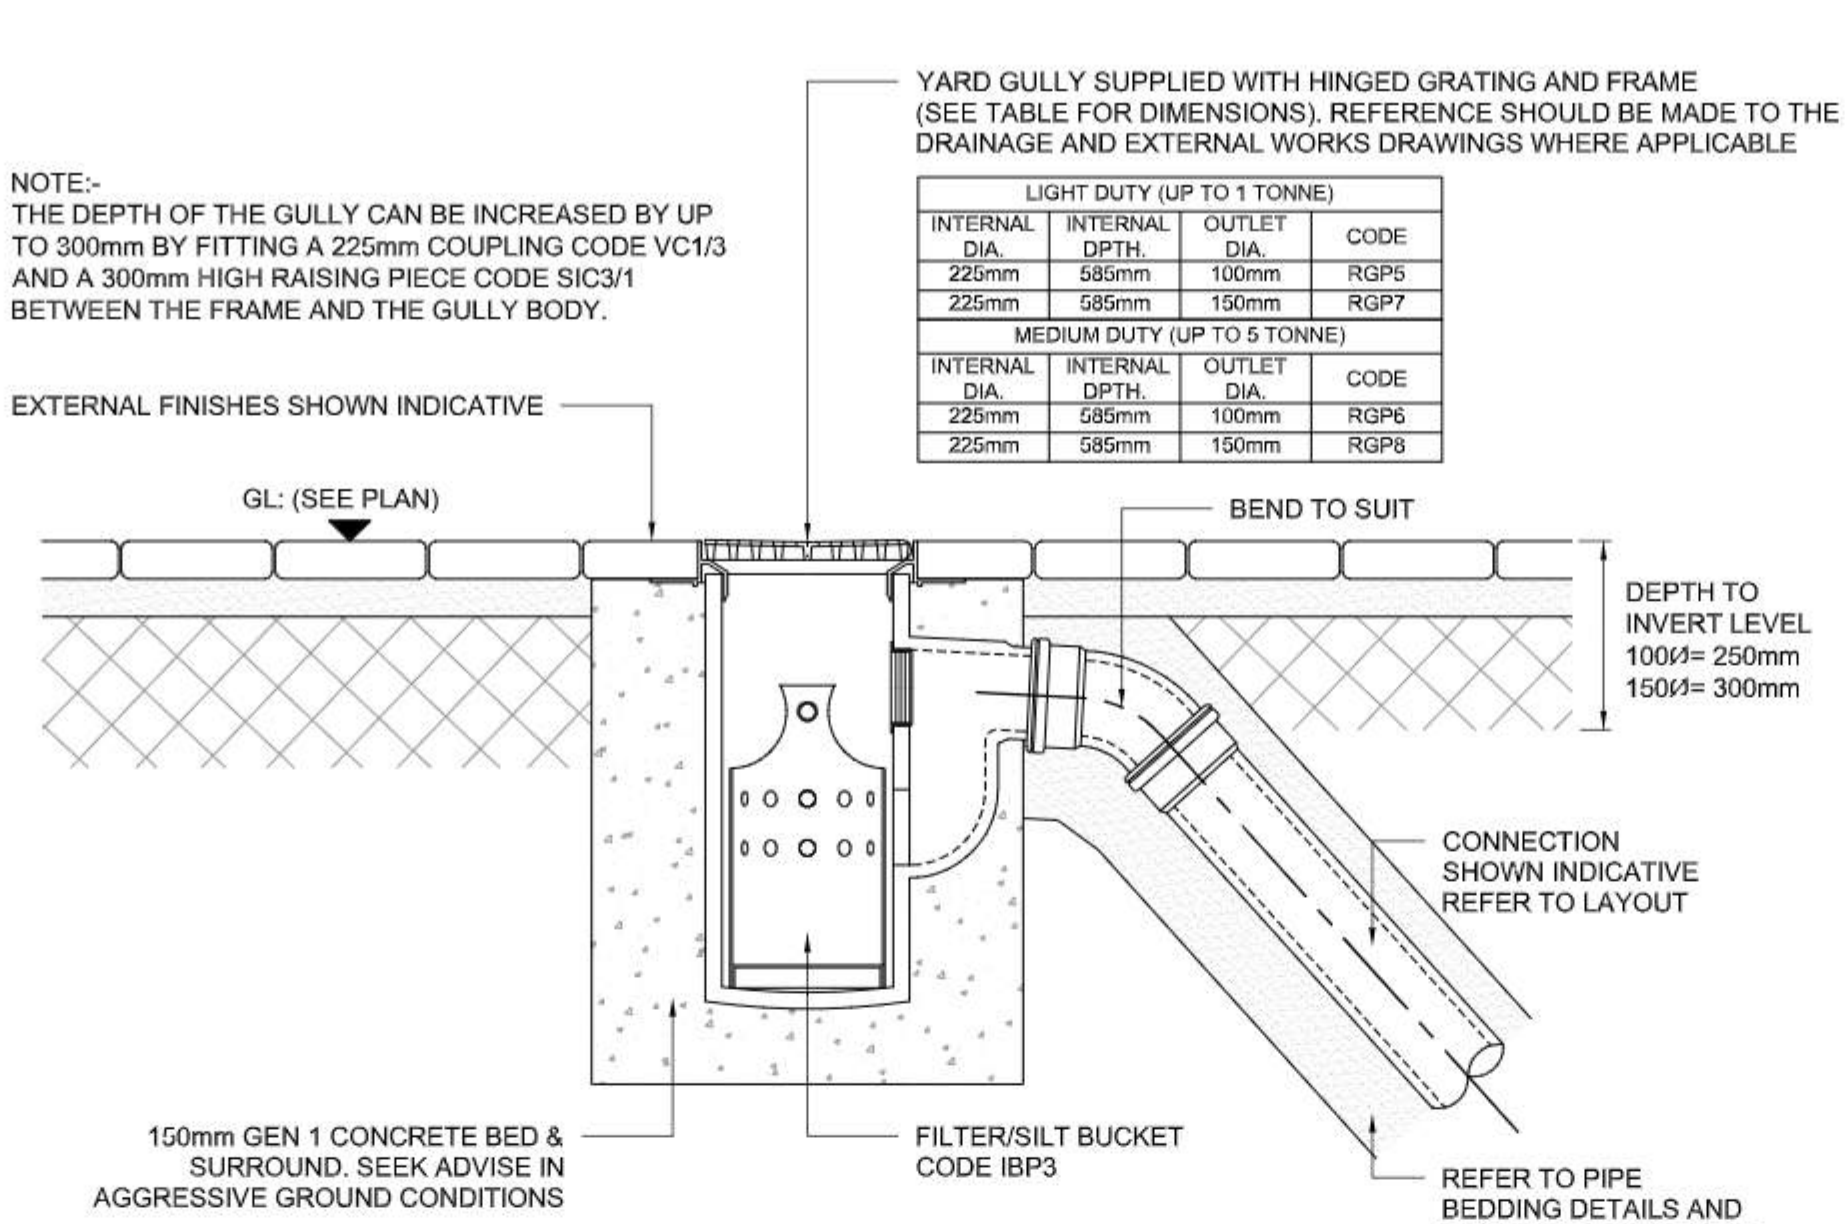 YARD GULLY SUPPLIED WITH HINGED GRATING AND FRAME
(SEE TABLE FOR DIMENSIONS). REFERENCE SHOULD BE MADE TO THE
DRAINAGE AND EXTERNAL WORKS DRAWINGS WHERE APPLICABLE
NOTE:-
THE DEPTH OF THE GULLY CAN BE INCREASED BY UP
TO 300mm BY FITTING A 225mm COUPLING CODE VC1/3
AND A 300mm HIGH RAISING PIECE CODE SIC3/1
BETWEEN THE FRAME AND THE GULLY BODY.
LIGHT DUTY (UP TO 1 TONNE)
INTERNAL DIA. INTERNAL DPTH. OUTLET DIA. CODE
225mm 585mm 100mm RGP5
225mm 585mm 150mm RGP7
MEDIUM DUTY (UP TO 5 TONNE)
INTERNAL DIA. INTERNAL DPTH. OUTLET DIA. CODE
225mm 585mm 100mm RGP6
225mm 585mm 150mm RGP8
EXTERNAL FINISHES SHOWN INDICATIVE
GL: (SEE PLAN)
BEND TO SUIT
DEPTH TO
INVERT LEVEL
100Ø= 250mm
150Ø= 300mm
CONNECTION
SHOWN INDICATIVE
REFER TO LAYOUT
150mm GEN 1 CONCRETE BED &
SURROUND. SEEK ADVISE IN
AGGRESSIVE GROUND CONDITIONS
FILTER/SILT BUCKET
CODE IBP3
REFER TO PIPE
BEDDING DETAILS AND